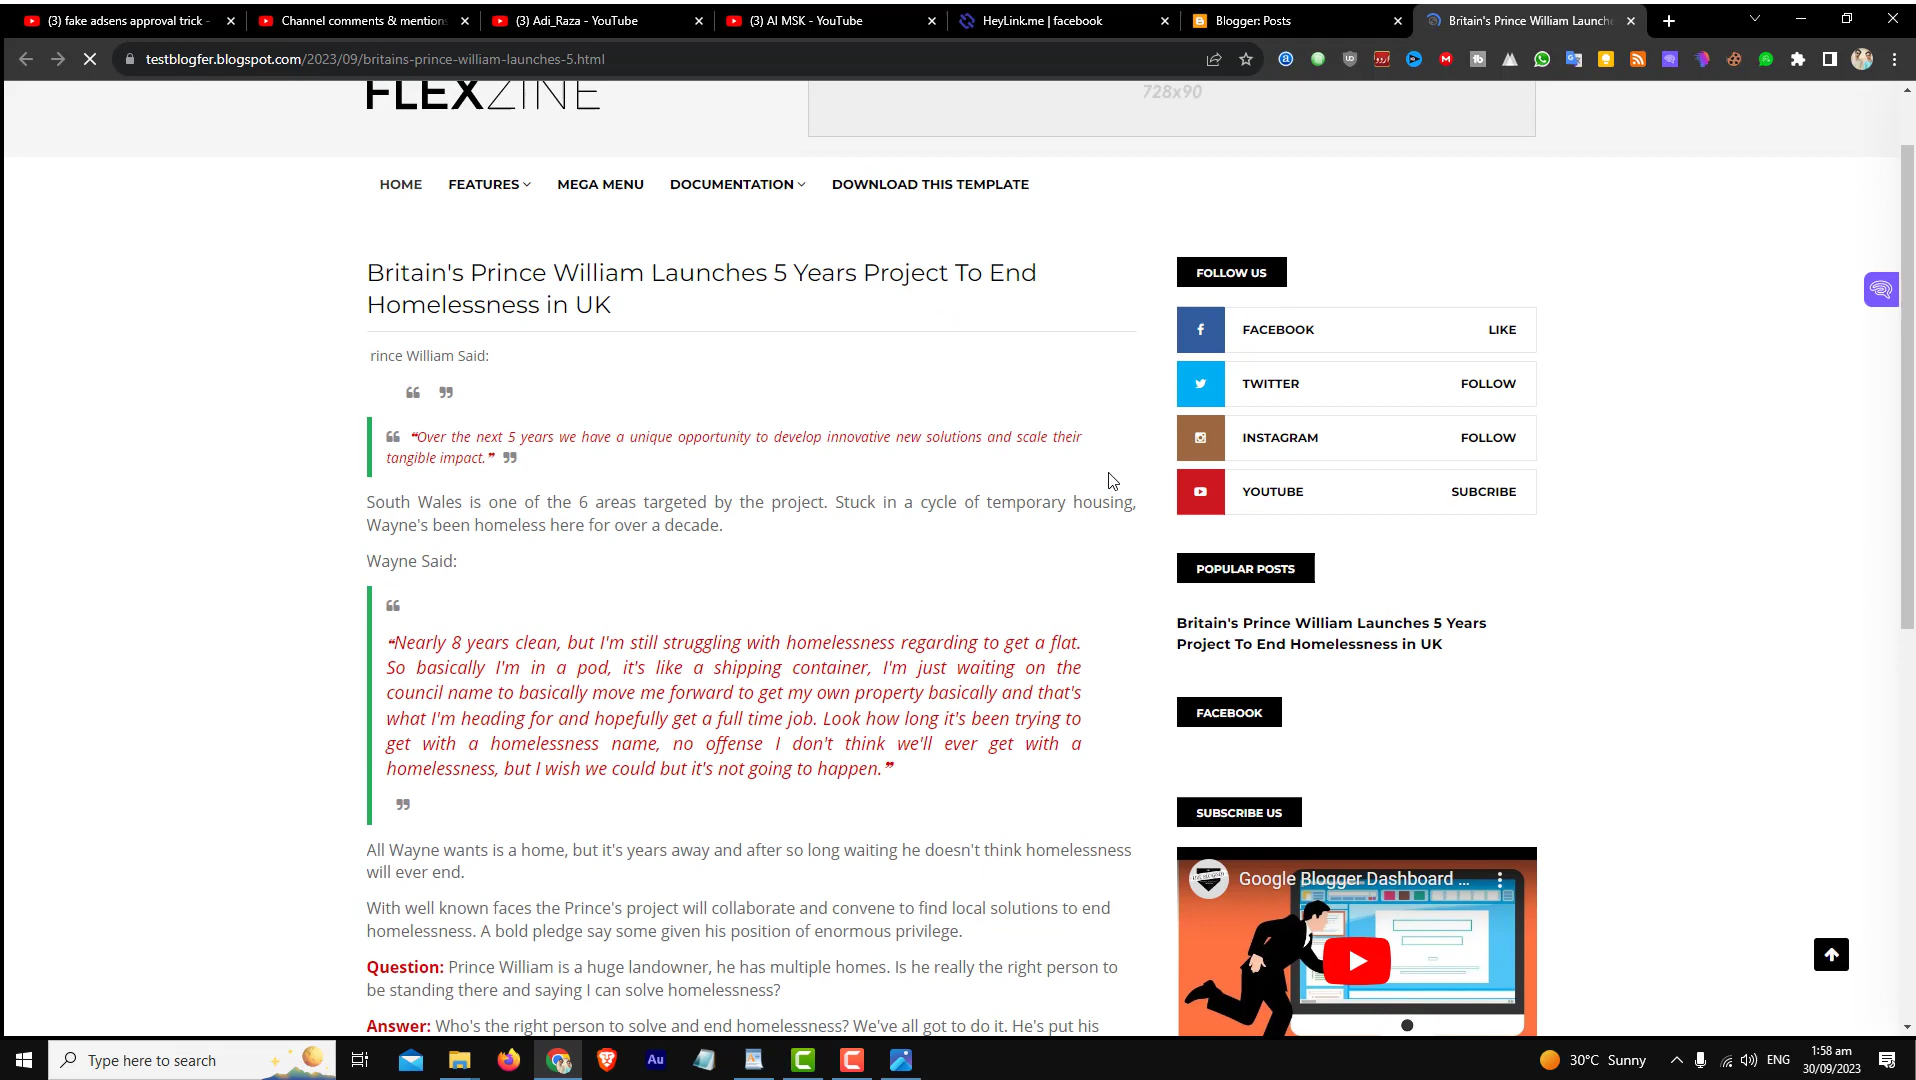 (3) fake adsens approval trick -
Channel comments & mention
(3) Adi_Raza - YouTube
(3) AI MSK - YouTube
HeyLink.me | facebook
Blogger: Posts
Britain's Prince William Launche
testblogfer.blogspot.com/2023/09/britains-prince-william-launches-5.html
FLEXZINE
728x90
HOME
FEATURES
MEGA MENU
DOCUMENTATION
DOWNLOAD THIS TEMPLATE
Britain's Prince William Launches 5 Years Project To End
Homelessness in UK
rince William Said:
❝Over the next 5 years we have a unique opportunity to develop innovative new solutions and scale their
tangible impact.❞
South Wales is one of the 6 areas targeted by the project. Stuck in a cycle of temporary housing,
Wayne's been homeless here for over a decade.
Wayne Said:
❝Nearly 8 years clean, but I'm still struggling with homelessness regarding to get a flat.
So basically I'm in a pod, it's like a shipping container, I'm just waiting on the
council name to basically move me forward to get my own property basically and that's
what I'm heading for and hopefully get a full time job. Look how long it's been trying to
get with a homelessness name, no offense I don't think we'll ever get with a
homelessness, but I wish we could but it's not going to happen.❞
All Wayne wants is a home, but it's years away and after so long waiting he doesn't think homelessness
will ever end.
With well known faces the Prince's project will collaborate and convene to find local solutions to end
homelessness. A bold pledge say some given his position of enormous privilege.
Question: Prince William is a huge landowner, he has multiple homes. Is he really the right person to
be standing there and saying I can solve homelessness?
Answer: Who's the right person to solve and end homelessness? We've all got to do it. He's put his
FOLLOW US
FACEBOOK LIKE
TWITTER FOLLOW
INSTAGRAM FOLLOW
YOUTUBE SUBCRIBE
POPULAR POSTS
Britain's Prince William Launches 5 Years
Project To End Homelessness in UK
FACEBOOK
SUBSCRIBE US
Google Blogger Dashboard ...
Type here to search
Au
30°C Sunny
ENG
1:58 am
30/09/2023